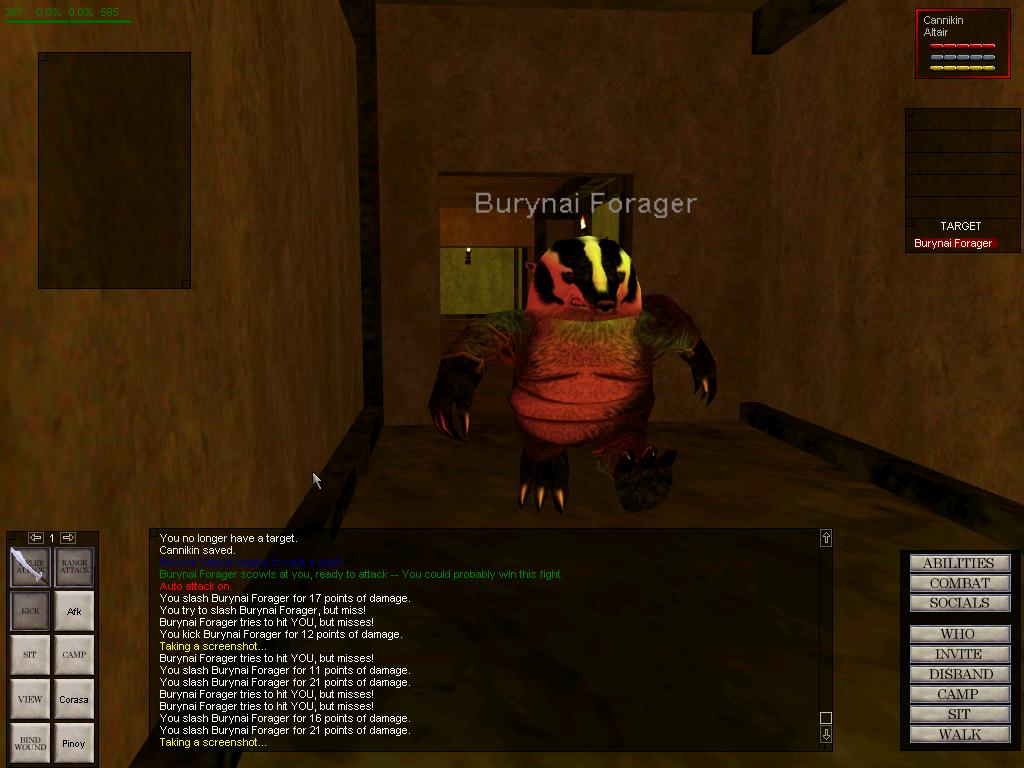 367 0.0% 0.0% 595
Cannikin
Altair
Burynai Forager
TARGET
Burynai Forager
You no longer have a target.
Cannikin saved.
Burynai Forager scowls at you, ready to attack -- You could probably win this fight.
Auto attack on.
You slash Burynai Forager for 17 points of damage.
You try to slash Burynai Forager, but miss!
Burynai Forager tries to hit YOU, but misses!
You kick Burynai Forager for 12 points of damage.
Taking a screenshot...
Burynai Forager tries to hit YOU, but misses!
You slash Burynai Forager for 11 points of damage.
You slash Burynai Forager for 21 points of damage.
Burynai Forager tries to hit YOU, but misses!
Burynai Forager tries to hit YOU, but misses!
You slash Burynai Forager for 16 points of damage.
You slash Burynai Forager for 21 points of damage.
Taking a screenshot...
1
RANGE
ATTACK
KICK
Afk
SIT
CAMP
VIEW
Corasa
BIND
WOUND
Pinoy
ABILITIES
COMBAT
SOCIALS
WHO
INVITE
DISBAND
CAMP
SIT
WALK